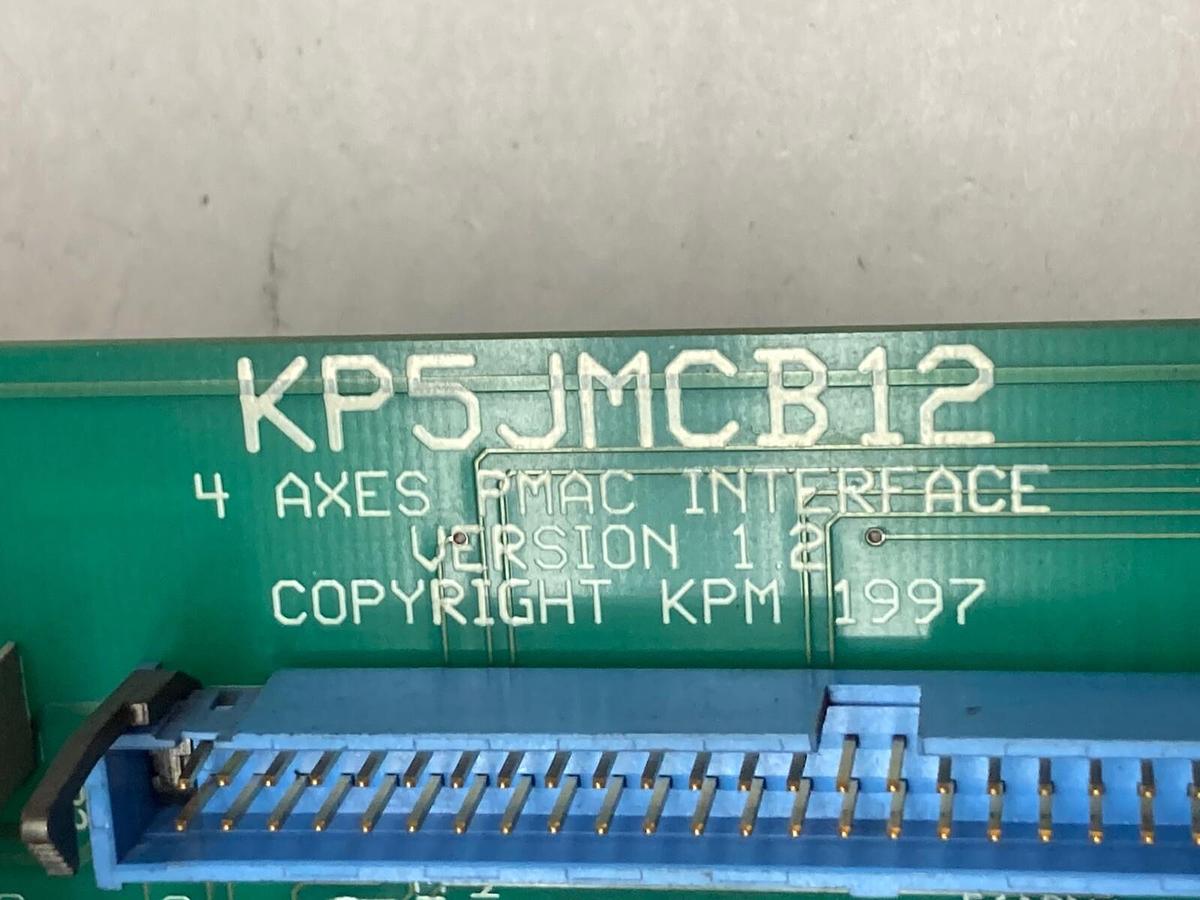 KP5JMCB12
4 AXES PMAC INTERFACE
VERSION 1.2
COPYRIGHT KPM 1997